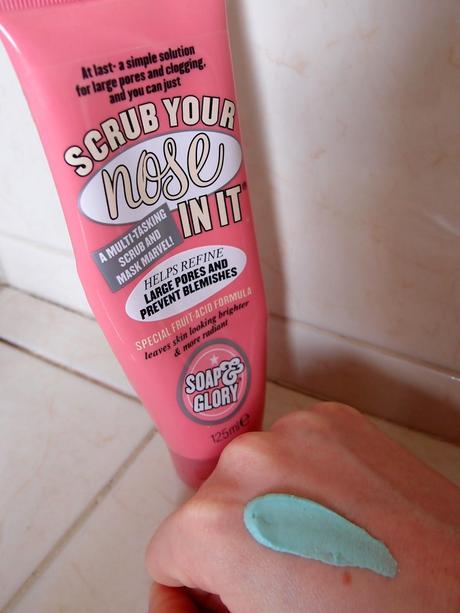 At last- a simple solution
for large pores and clogging,
and you can just
SCRUB YOUR
nose
IN IT
A MULTI-TASKING
SCRUB AND
MASK MARVEL!
HELPS REFINE
LARGE PORES AND
PREVENT BLEMISHES
SPECIAL FRUIT-ACID FORMULA
leaves skin looking brighter
& more radiant
SOAP &
GLORY
125ml e